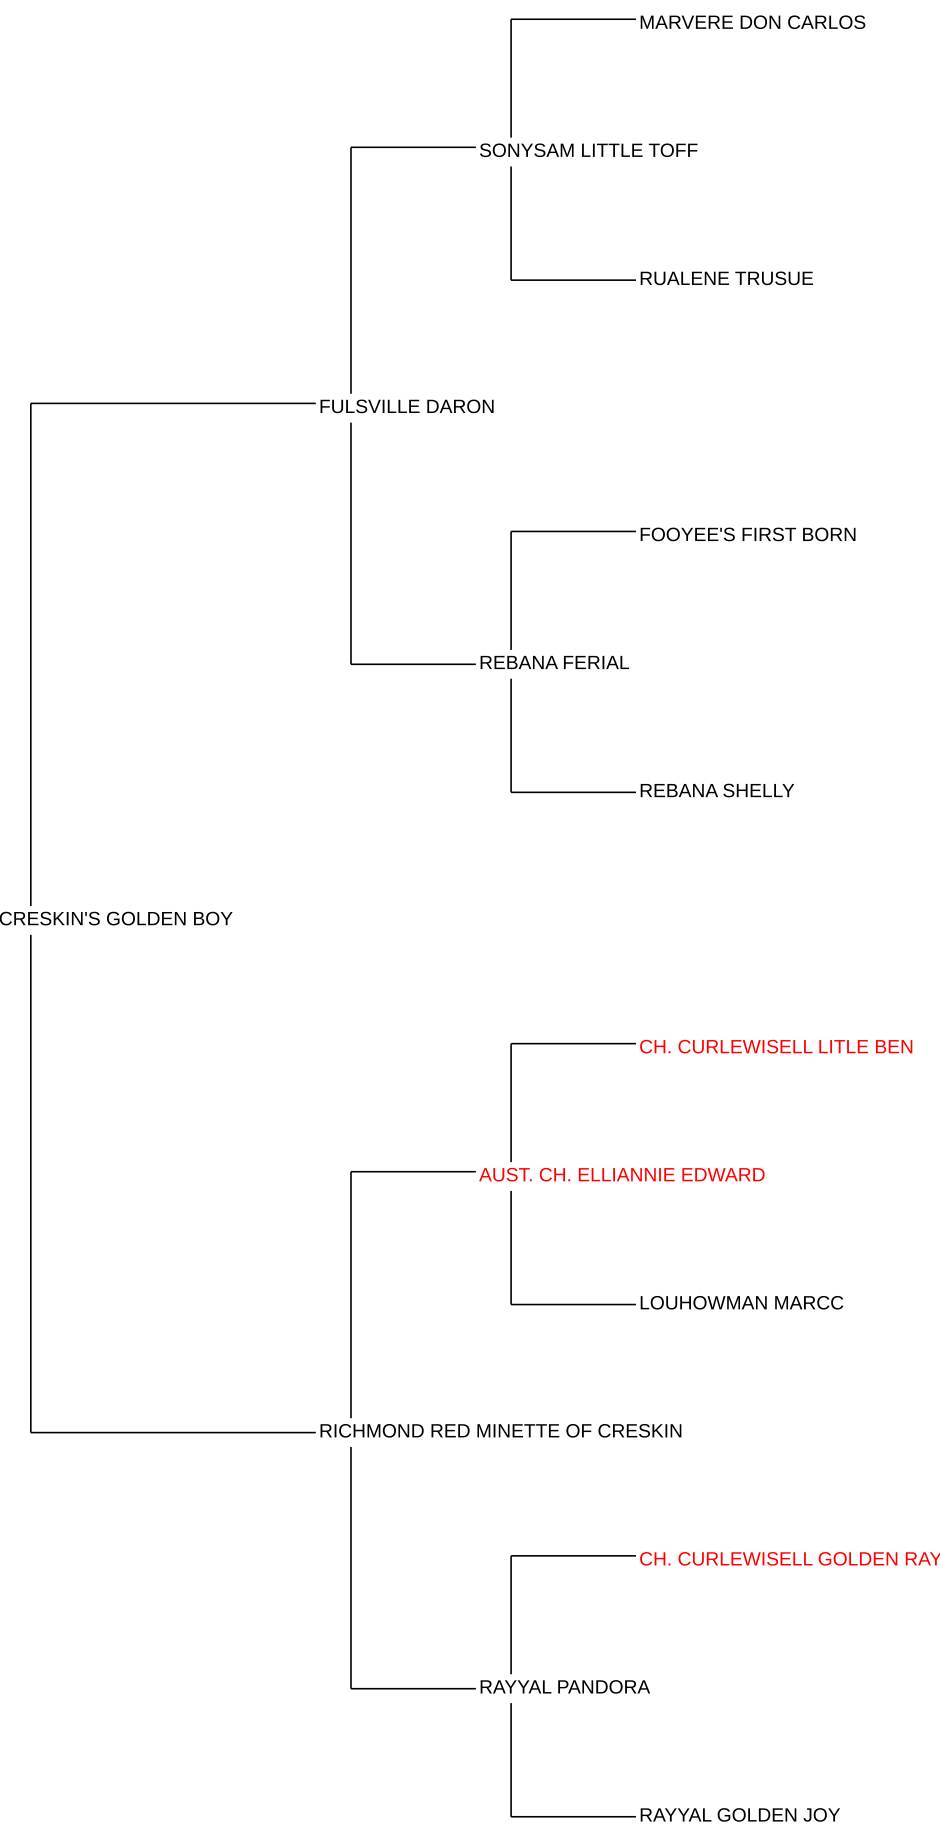 MARVERE DON CARLOS
SONYSAM LITTLE TOFF
RUALENE TRUSUE
FULSVILLE DARON
FOOYEE'S FIRST BORN
REBANA FERIAL
REBANA SHELLY
CRESKIN'S GOLDEN BOY
CH. CURLEWISELL LITLE BEN
AUST. CH. ELLIANNIE EDWARD
LOUHOWMAN MARCC
RICHMOND RED MINETTE OF CRESKIN
CH. CURLEWISELL GOLDEN RAY
RAYYAL PANDORA
RAYYAL GOLDEN JOY